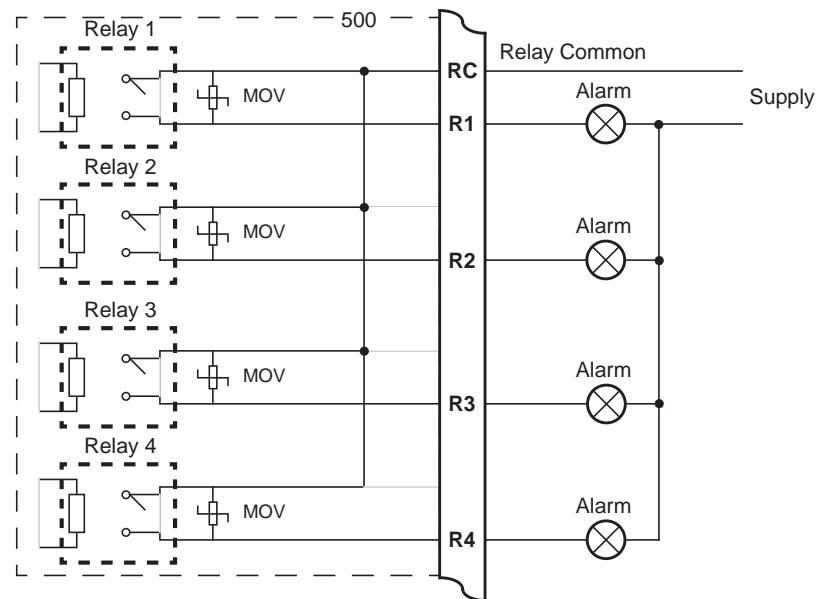 500
Relay 1
Relay Common
RC
MOV
Alarm
Supply
R1
Relay 2
MOV
Alarm
R2
Relay 3
MOV
Alarm
R3
Relay 4
MOV
Alarm
R4